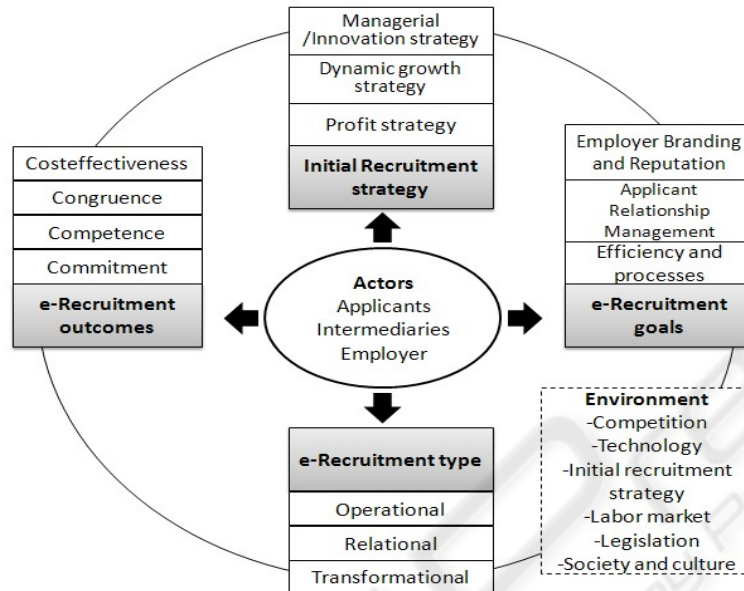 Managerial
/Innovation strategy
Dynamic growth
strategy
Profit strategy
Initial Recruitment
strategy
Costeffectiveness
Congruence
Competence
Commitment
e-Recruitment
outcomes
Actors
Applicants
Intermediaries
Employer
Employer Branding
and Reputation
Applicant
Relationship
Management
Efficiency and
processes
e-Recruitment
goals
e-Recruitment type
Operational
Relational
Transformational
Environment
-Competition
-Technology
-Initial recruitment
strategy
-Labor market
-Legislation
-Society and culture